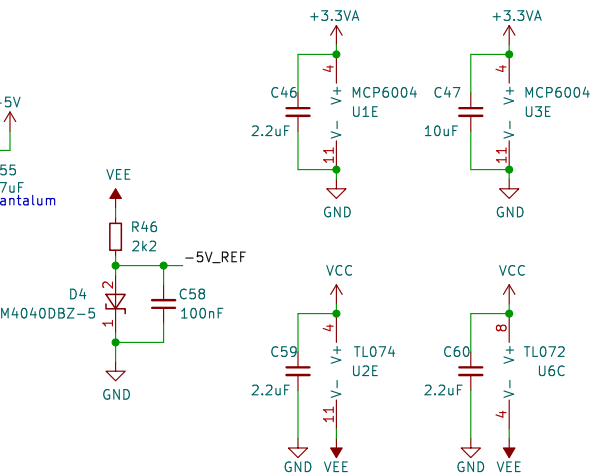 +3.3VA
+3.3VA
4
4
C46
V+
MCP6004
C47
V+
MCP6004
U1E
U3E
2.2uF
V-
10uF
V-
11
11
GND
GND
-5V
55
7uF
antalum
VEE
R46
2k2
-5V_REF
2
D4
M4040DBZ-5
1
C58
100nF
GND
VCC
VCC
4
8
C59
V+
TL074
C60
V+
TL072
U2E
U6C
2.2uF
V-
2.2uF
V-
11
4
GND
VEE
GND
VEE